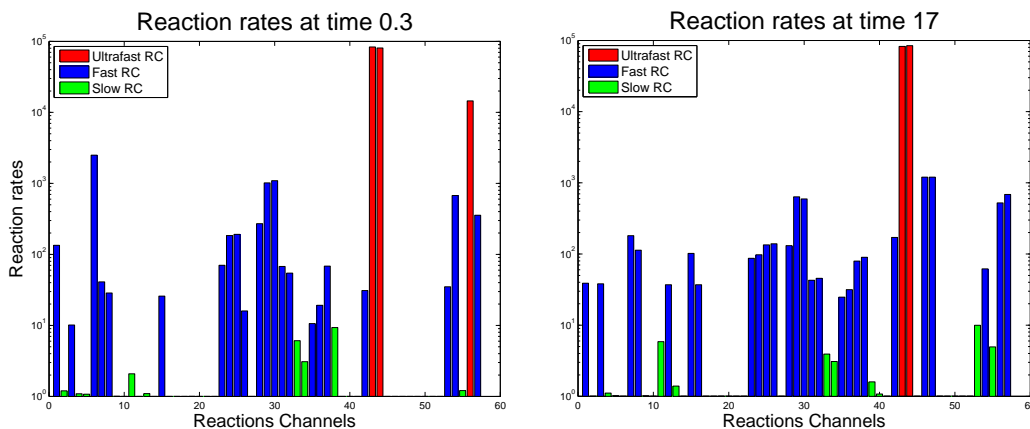 Reaction rates at time 0.3
10^5
10^4
10^3
10^2
10^1
10^0
Reaction rates
Ultrafast RC
Fast RC
Slow RC
0 10 20 30 40 50 60
Reactions Channels
Reaction rates at time 17
10^5
10^4
10^3
10^2
10^1
10^0
Ultrafast RC
Fast RC
Slow RC
0 10 20 30 40 50 60
Reactions Channels